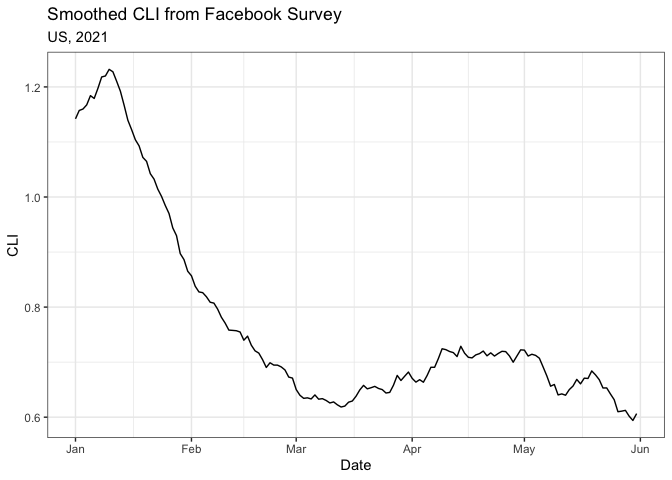 Smoothed CLI from Facebook Survey
US, 2021
1.2
1.0
0.8
0.6
CLI
Jan Feb Mar Apr May Jun
Date